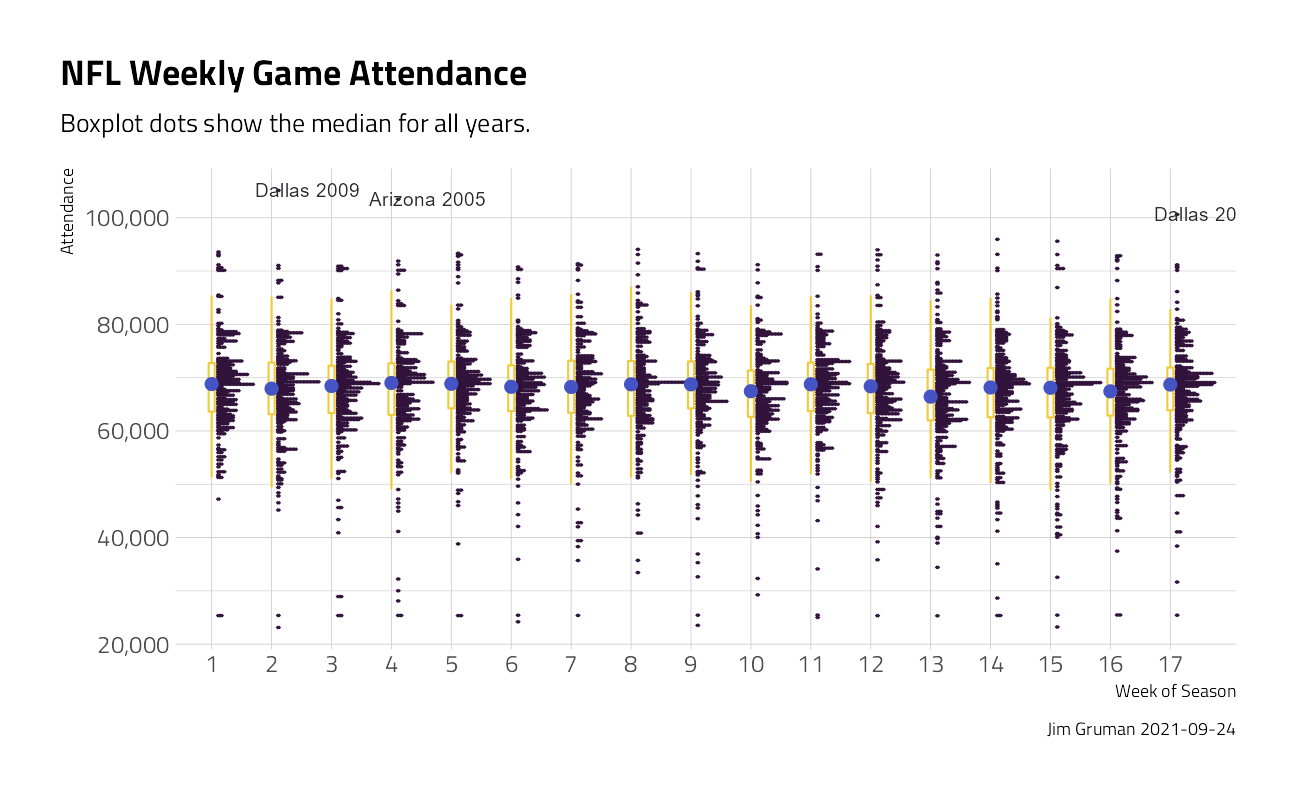 NFL Weekly Game Attendance
Boxplot dots show the median for all years.
Attendance
Dallas 2009
Arizona 2005
Dallas 20
100,000
80,000
60,000
40,000
20,000
1 2 3 4 5 6 7 8 9 10 11 12 13 14 15 16 17
Week of Season
Jim Gruman 2021-09-24